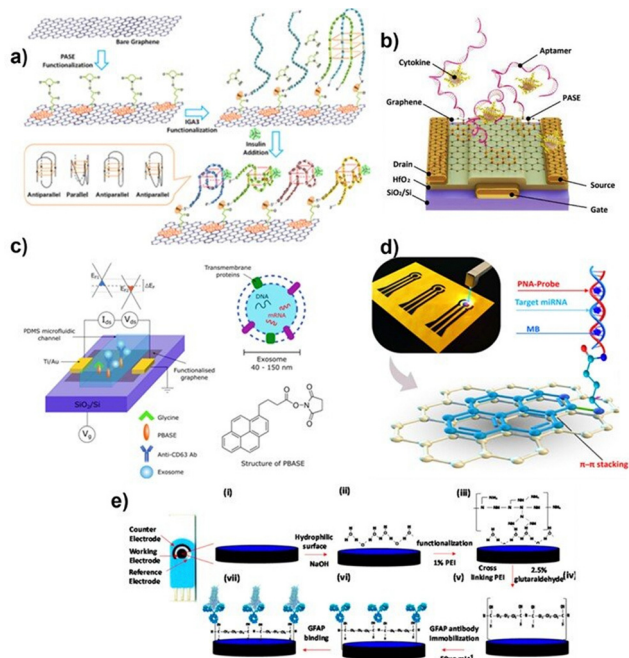 a)
Bare Graphene
PASE
Functionalization
IGA3
Functionalization
Insulin
Addition
Antiparallel
Parallel
Antiparallel
Antiparallel
b)
Cytokine
Aptamer
Graphene
PASE
Drain
HfO₂
SiO₂/Si
Source
Gate
c)
PDMS microfluidic
channel
Ti/Au
Functionalised
graphene
SiO₂/Si
Glycine
PBASE
Anti-CD63 Ab
Exosome
Transmembrane
proteins
DNA
mRNA
Exosome
40 - 150 nm
Structure of PBASE
d)
PNA-Probe
Target miRNA
MB
π–π stacking
e)
Counter
Electrode
Working
Electrode
Reference
Electrode
(i)
Hydrophilic
surface
NaOH
(ii)
functionalization
1% PEI
(iii)
Cross
linking PEI
2.5%
glutaraldehyde
(iv)
(v)
GFAP antibody
Immobilization
(vi)
GFAP
binding
(vii)